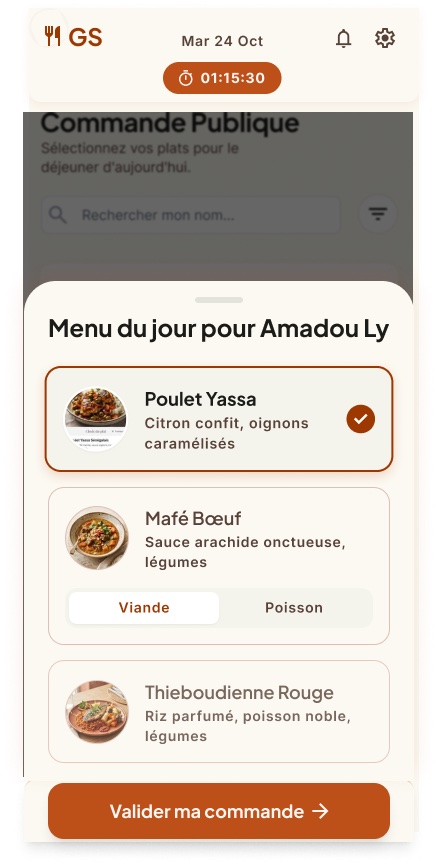 GS
Mar 24 Oct
01:15:30
Commande Publique
Sélectionnez vos plats pour le
déjeuner d'aujourd'hui.
Rechercher mon nom...
Menu du jour pour Amadou Ly
Poulet Yassa
Citron confit, oignons
caramélisés
Mafé Bœuf
Sauce arachide onctueuse,
légumes
Viande
Poisson
Thieboudienne Rouge
Riz parfumé, poisson noble,
légumes
Valider ma commande